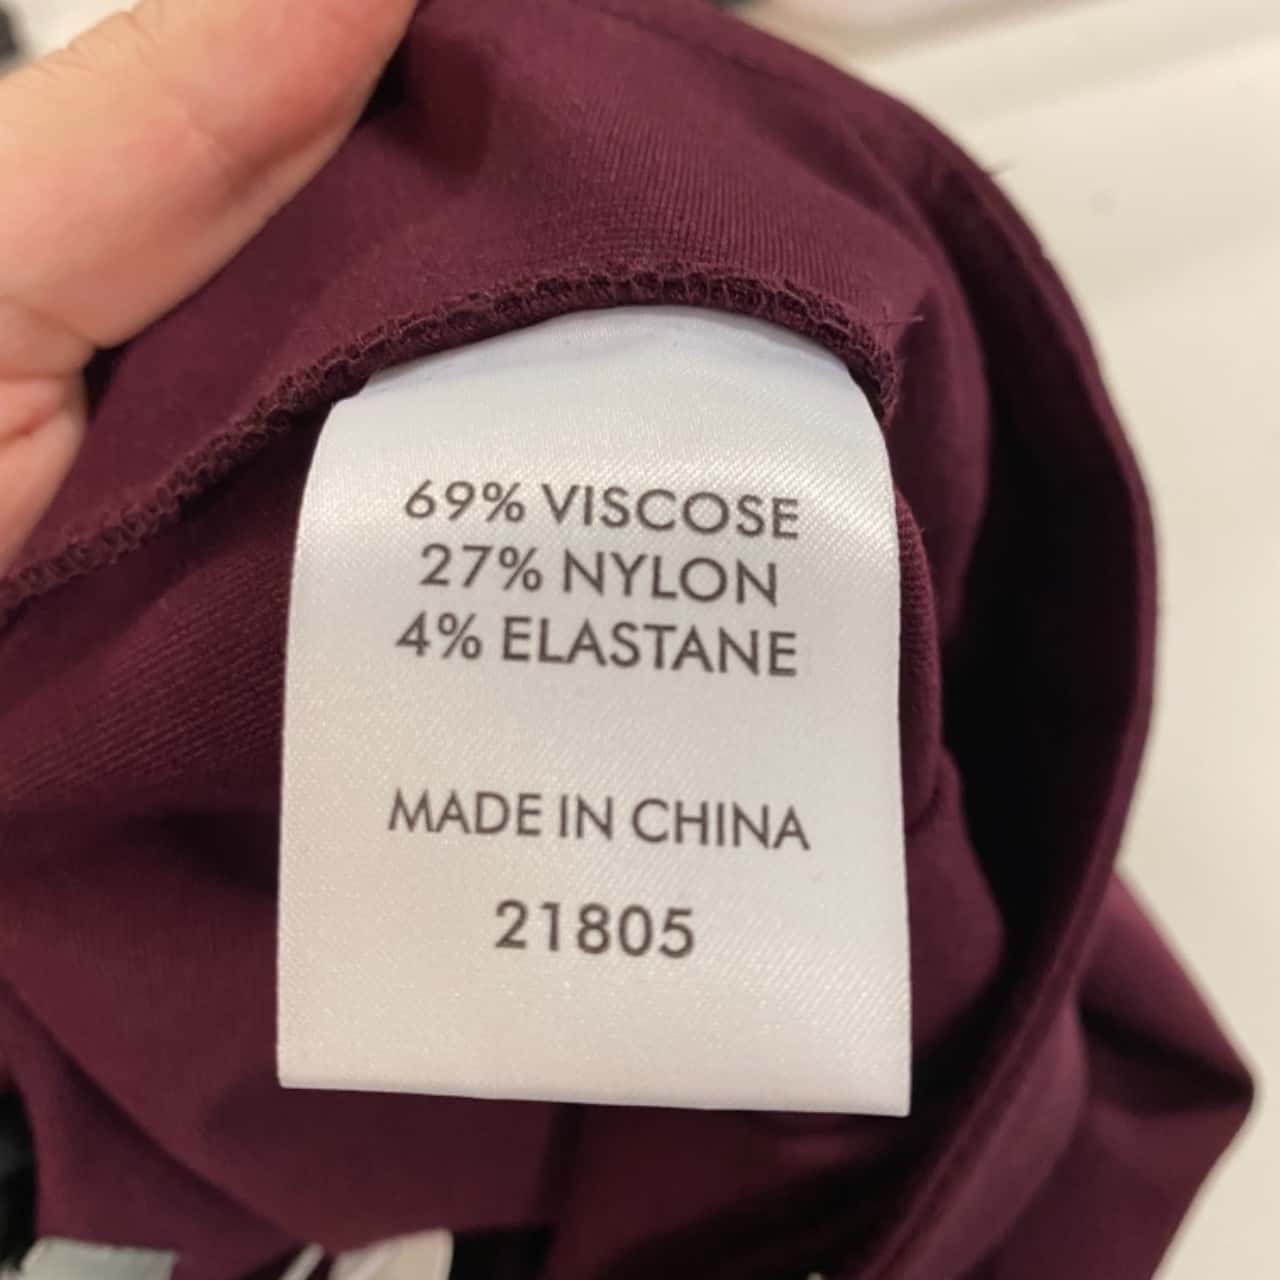 69% VISCOSE
27% NYLON
4% ELASTANE
MADE IN CHINA
21805